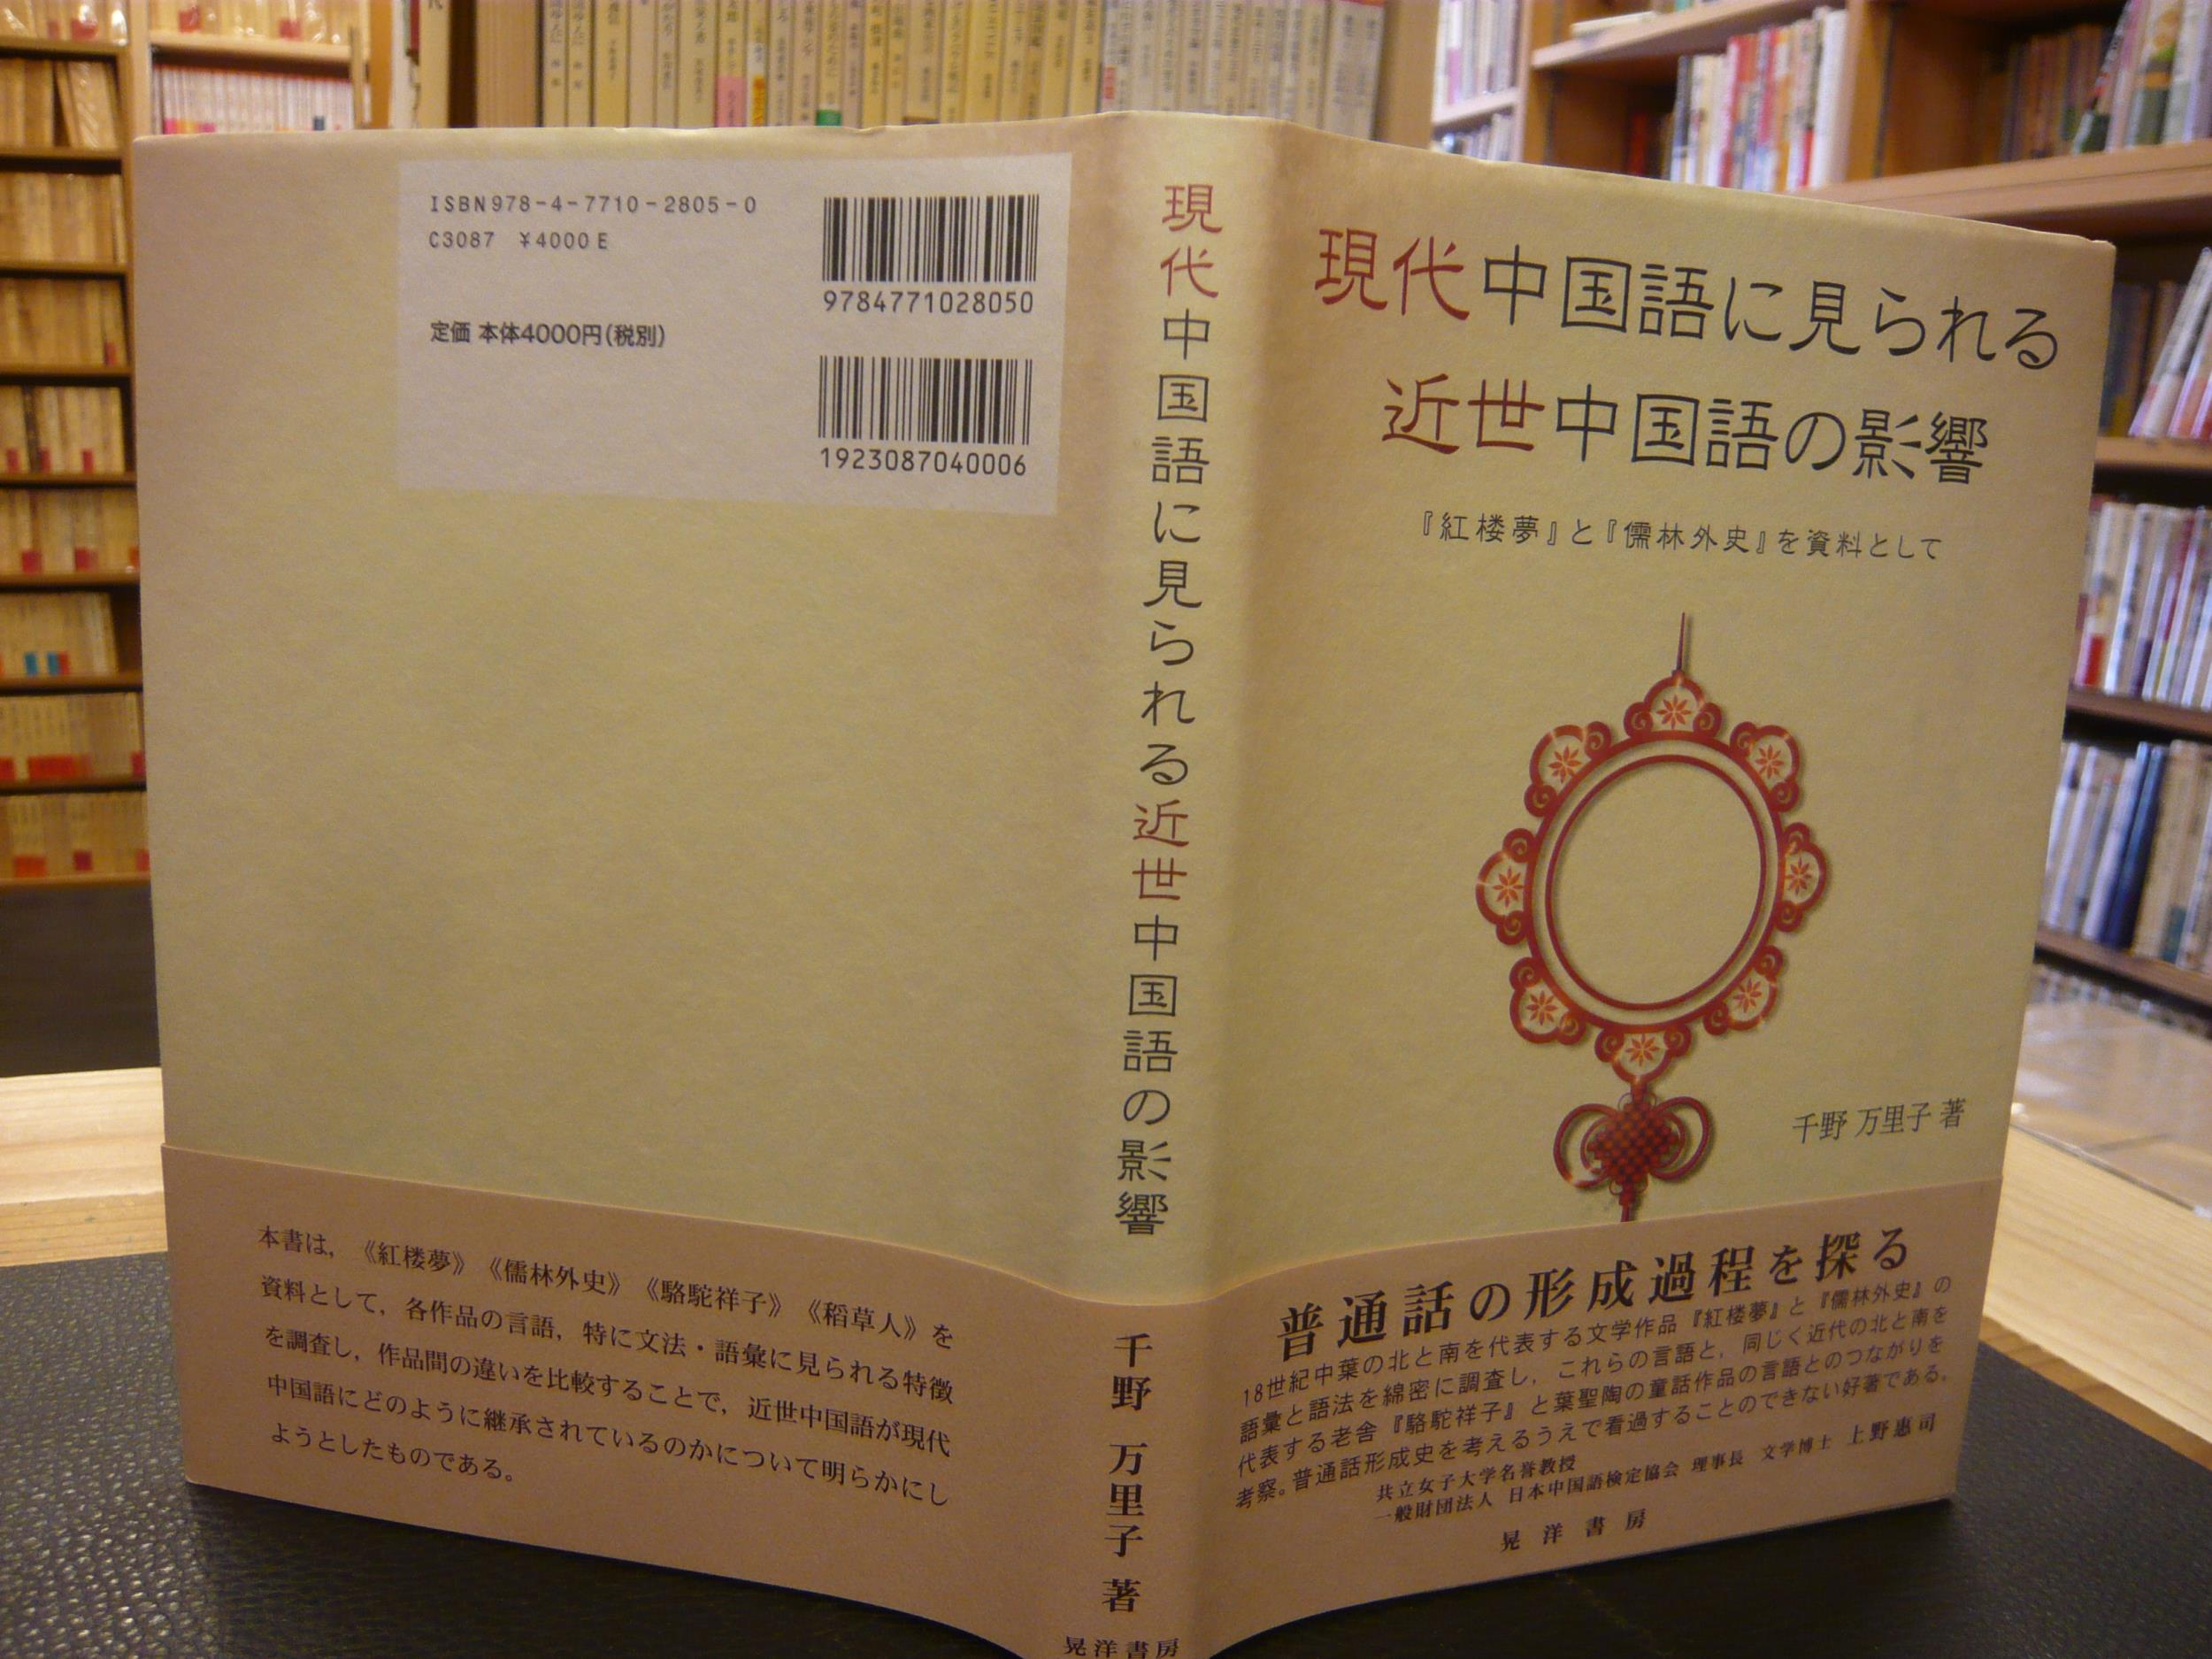 現代中国語に見られる
近世中国語の影響
『紅楼夢』と『儒林外史』を資料として
千野 万里子 著
普通話の形成過程を探る
18世紀中葉の北と南を代表する文学作品『紅楼夢』と『儒林外史』の
語彙と語法を綿密に調査し，これらの言語と，同じく近代の北と南を
代表する老舎『駱駝祥子』と葉聖陶の童話作品の言語とのつながりを
考察。普通話形成史を考えるうえで看過することのできない好著である。
共立女子大学名誉教授
一般財団法人 日本中国語検定協会 理事長 文学博士 上野惠司
晃洋書房
現代中国語に見られる近世中国語の影響
千野 万里子 著
晃洋書房
ISBN978-4-7710-2805-0
C3087 ¥4000E
定価 本体4000円(税別)
9784771028050
1923087040006
本書は，《紅楼夢》《儒林外史》《駱駝祥子》《稻草人》を
資料として，各作品の言語，特に文法・語彙に見られる特徴
を調査し，作品間の違いを比較することで，近世中国語が現代
中国語にどのように継承されているのかについて明らかにし
ようとしたものである。